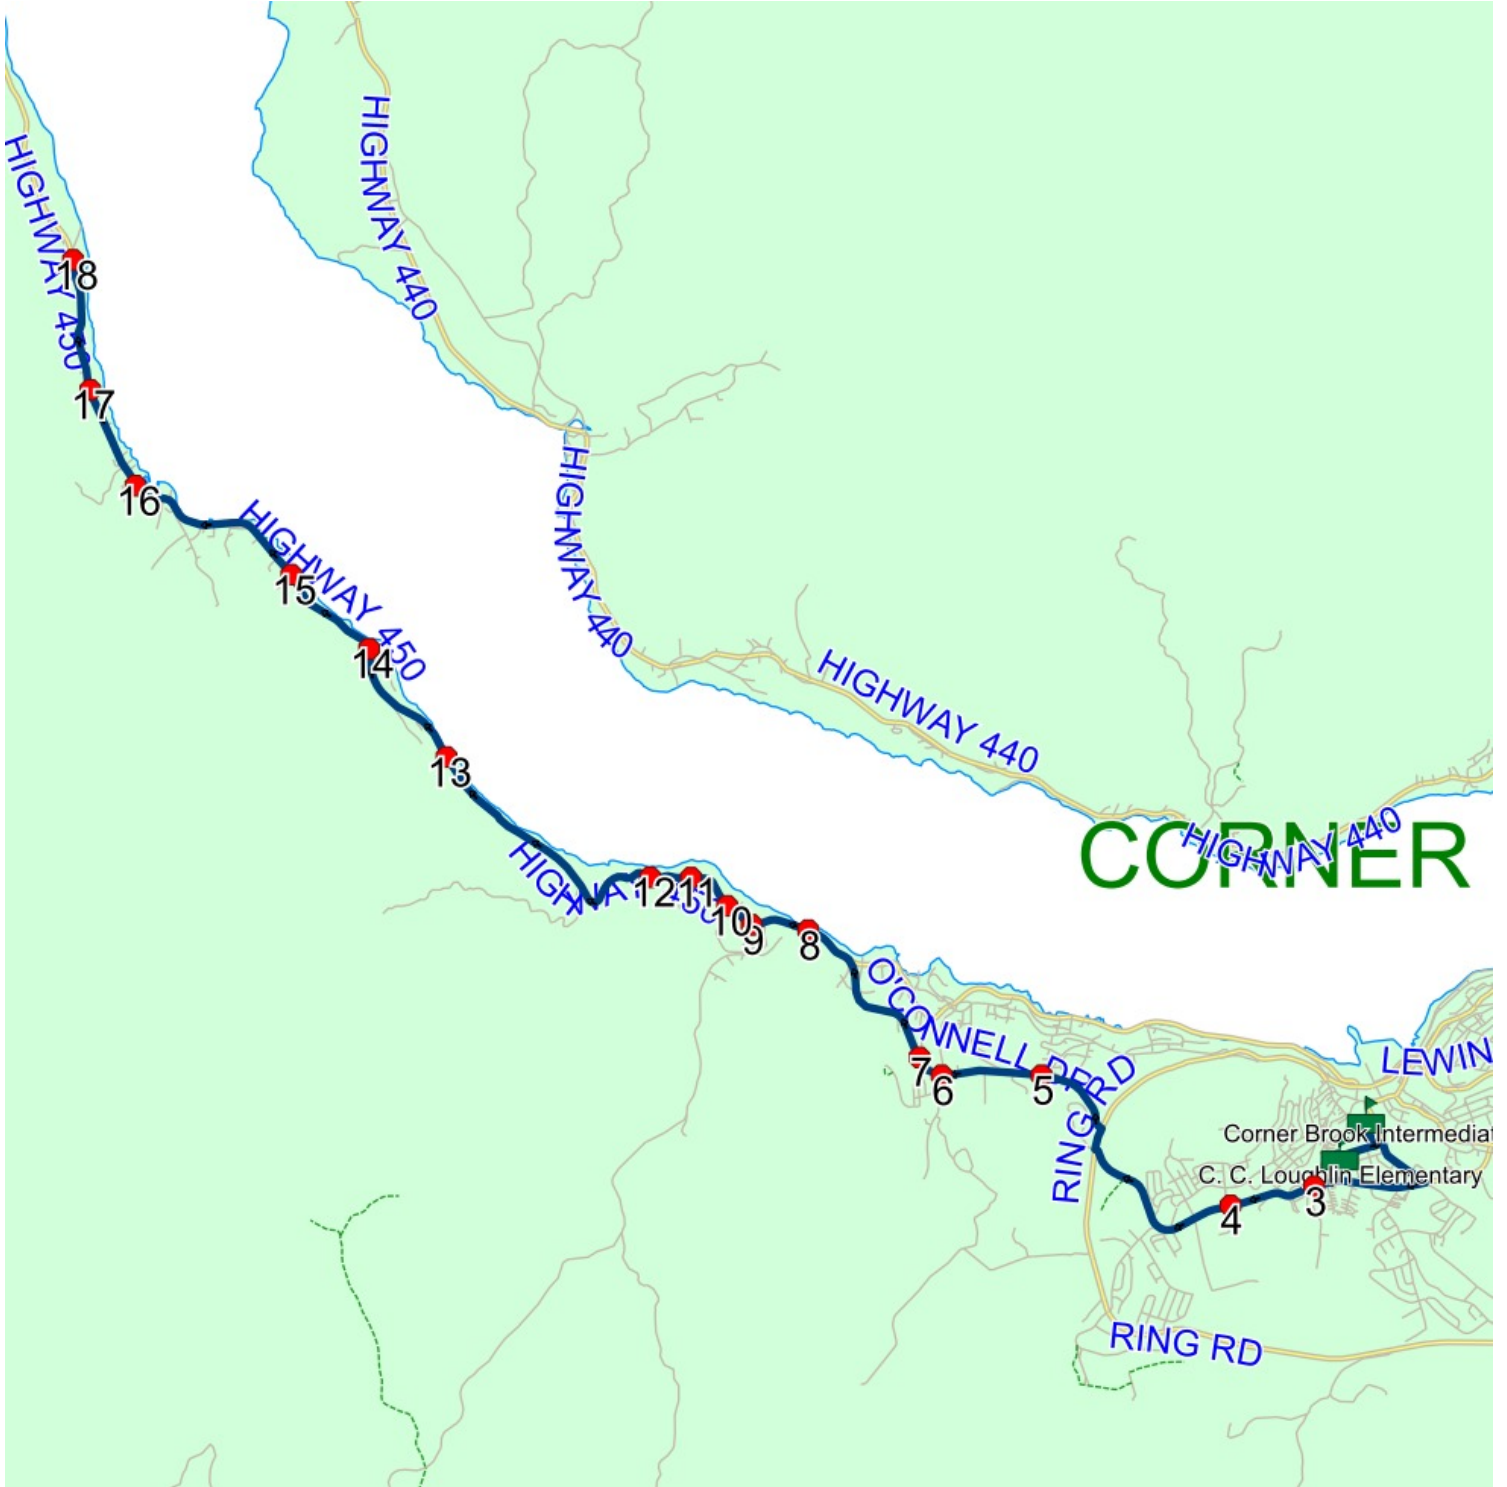 HIGHWAY 440
HIGHWAY 450
18
17
16
HIGHWAY 440
HIGHWAY 450
15
14
HIGHWAY 440
13
HIGHWAY 440
CORNER
12
11
10
9
8
O'CONNELL DR
7
6
5
RING RD
LEWIN
Corner Brook Intermediat
C. C. Loughlin Elementary
3
4
RING RD